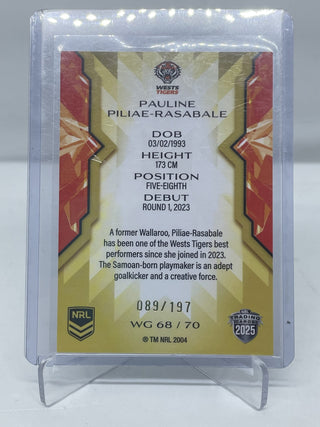 WESTS
TIGERS
PAULINE
PILIAE-RASABALE
DOB
03/02/1993
HEIGHT
173 CM
POSITION
FIVE-EIGHTH
DEBUT
ROUND 1, 2023
A former Wallaroo, Piliae-Rasabale
has been one of the Wests Tigers best
performers since she joined in 2023.
The Samoan-born playmaker is an adept
goalkicker and a creative force.
089/197
WG 68 / 70
® TM NRL 2004
NRL
NRL
TRADING
CARDS
2025